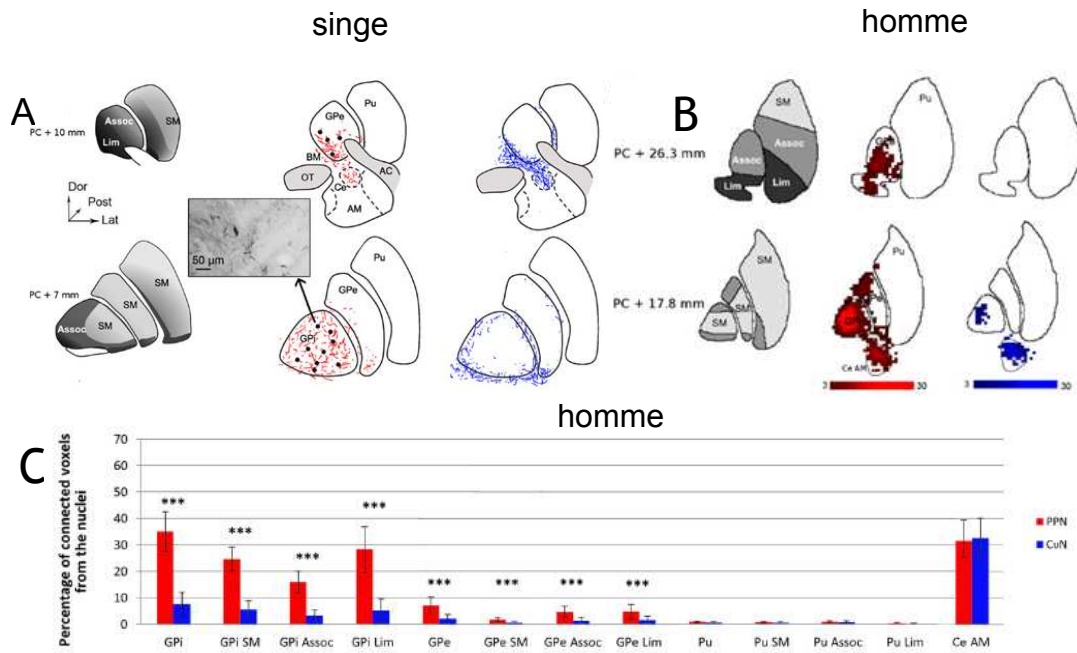 singe
homme
A
PC + 10 mm
Assoc
Lim
SM
GPe
Pu
BM
OT
Ce
AC
AM
Dor
Post
Lat
50 µm
PC + 7 mm
Assoc
SM
SM
GPe
Pu
GPi
B
PC + 26.3 mm
SM
Assoc
Assoc
Lim
Lim
Pu
GPe
PC + 17.8 mm
SM
SM
SM
Pu
Ce AM
3 30
3 30
homme
C
Percentage of connected voxels
from the nuclei
70
60
50
40
30
20
10
0
*** *** *** *** *** *** *** ***
GPi GPi SM GPi Assoc GPi Lim GPe GPe SM GPe Assoc GPe Lim Pu Pu SM Pu Assoc Pu Lim Ce AM
PPN
CuN